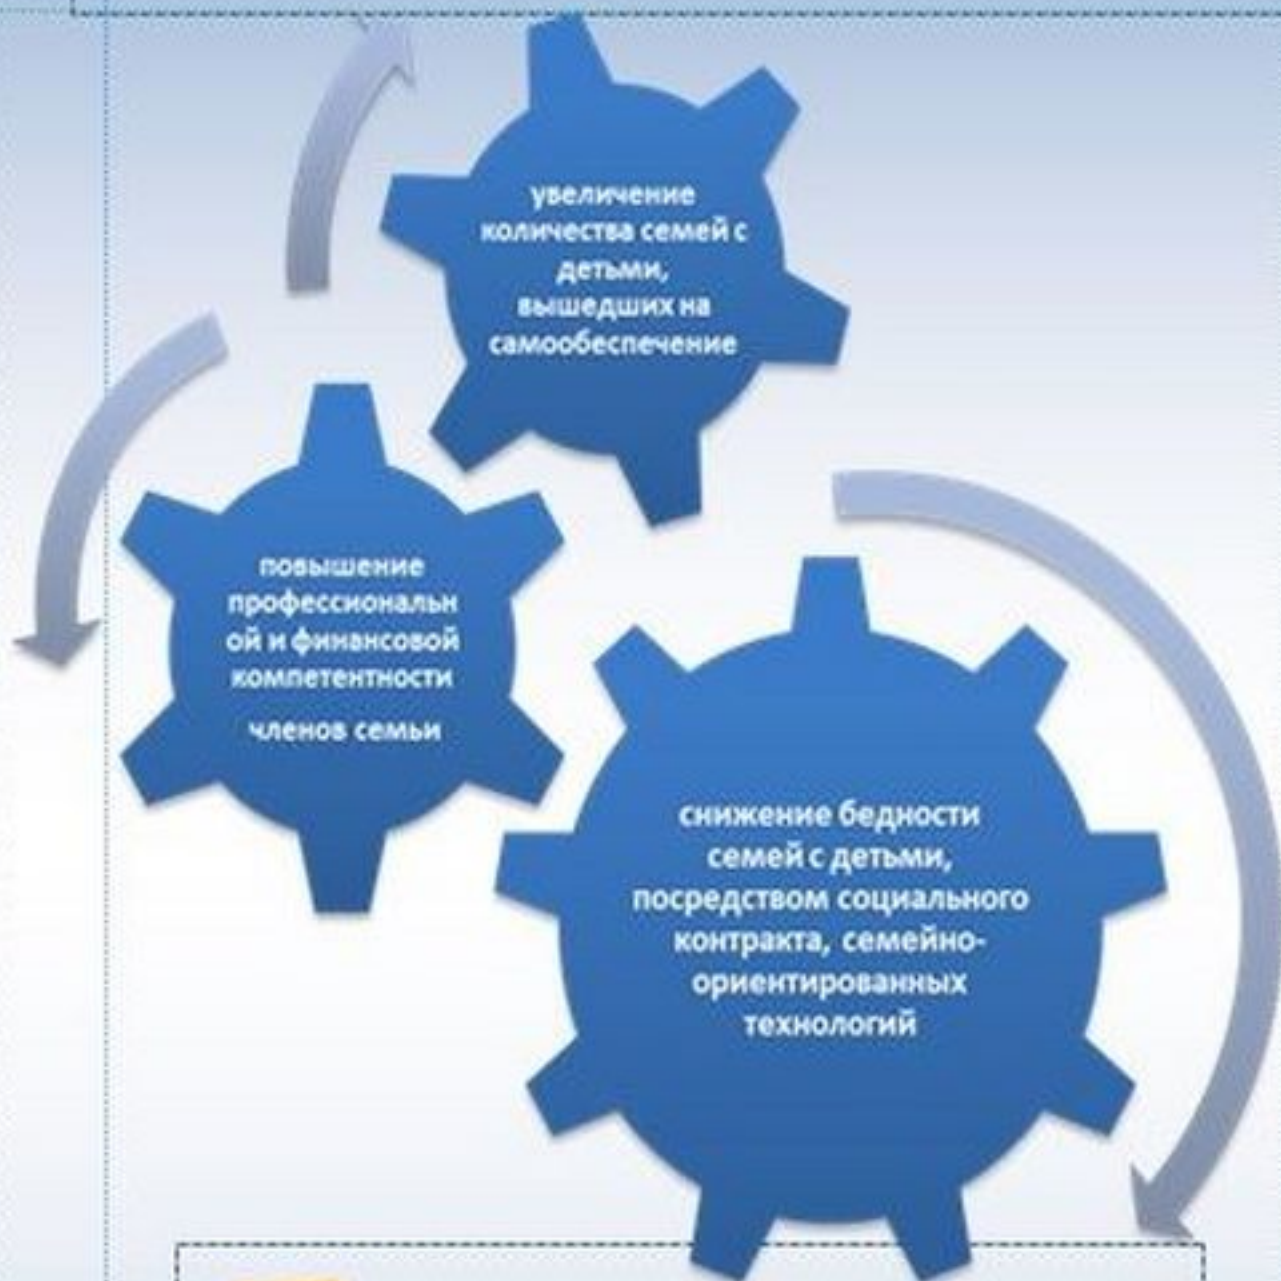 увеличение
количества семей с
детьми,
вышедших на
самообеспечение
повышение
профессиональн
ой и финансовой
компетентности
членов семьи
снижение бедности
семей с детьми,
посредством социального
контракта, семейно-
ориентированных
технологий